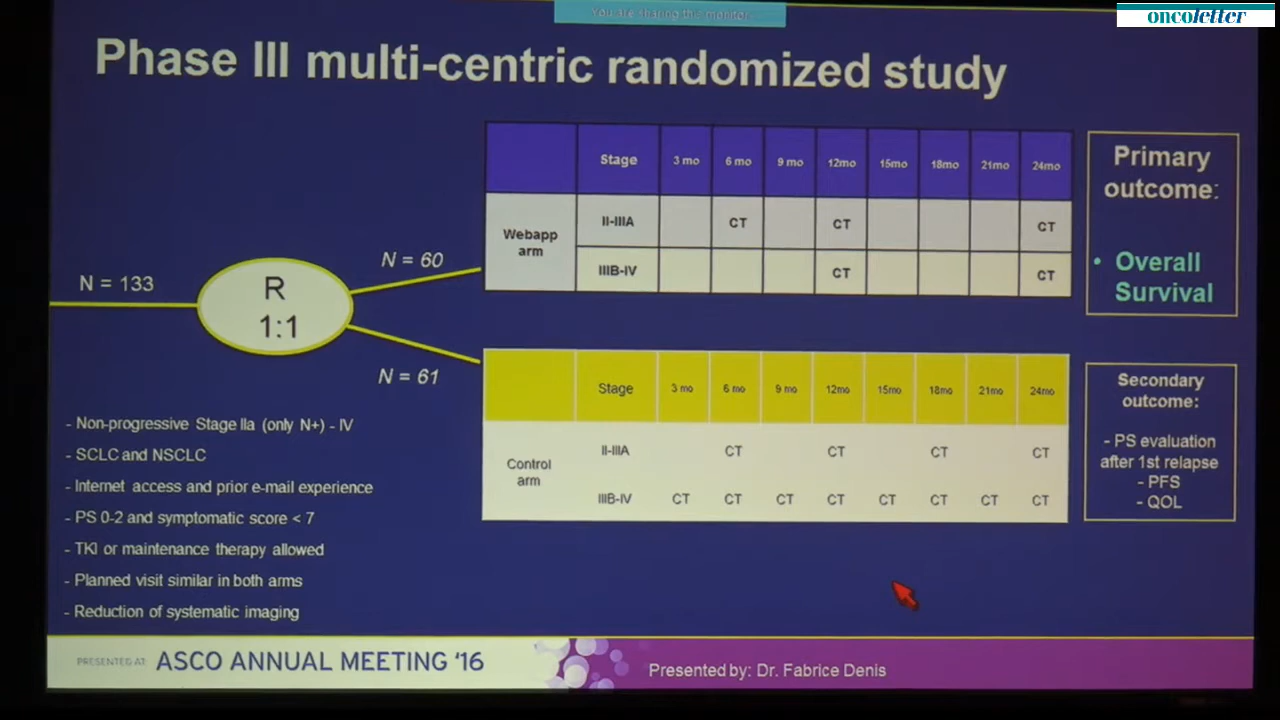 You are sharing this monitor
oncoletter
Phase III multi-centric randomized study
N = 133
R
1:1
N = 60
N = 61
Stage 3 mo 6 mo 9 mo 12mo 15mo 18mo 21mo 24mo
Webapp
arm
II-IIIA CT CT CT
IIIB-IV CT CT
Stage 3 mo 6 mo 9 mo 12mo 15mo 18mo 21mo 24mo
Control
arm
II-IIIA CT CT CT CT
IIIB-IV CT CT CT CT CT CT CT CT
Primary
outcome:
• Overall
Survival
Secondary
outcome:
- PS evaluation
after 1st relapse
- PFS
- QOL
- Non-progressive Stage IIa (only N+) - IV
- SCLC and NSCLC
- Internet access and prior e-mail experience
- PS 0-2 and symptomatic score < 7
- TKI or maintenance therapy allowed
- Planned visit similar in both arms
- Reduction of systematic imaging
PRESENTED AT: ASCO ANNUAL MEETING '16
Presented by: Dr. Fabrice Denis